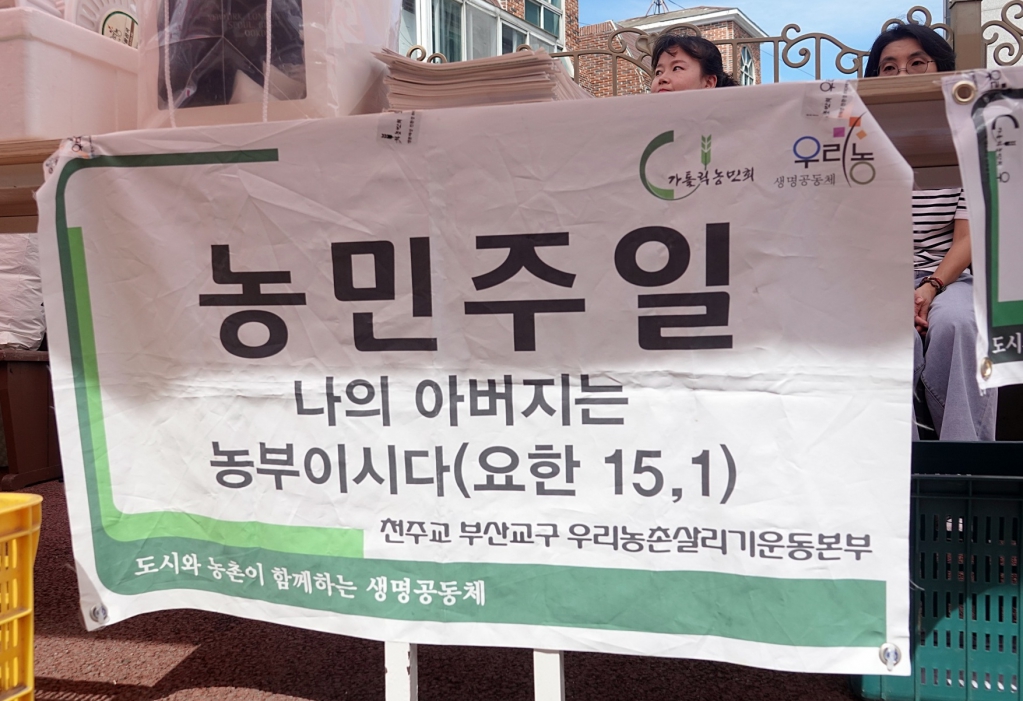 가톨릭농민회
우리농
생명공동체
농민주일
나의 아버지는
농부이시다(요한 15,1)
천주교 부산교구 우리농촌살리기운동본부
도시와 농촌이 함께하는 생명공동체
도시